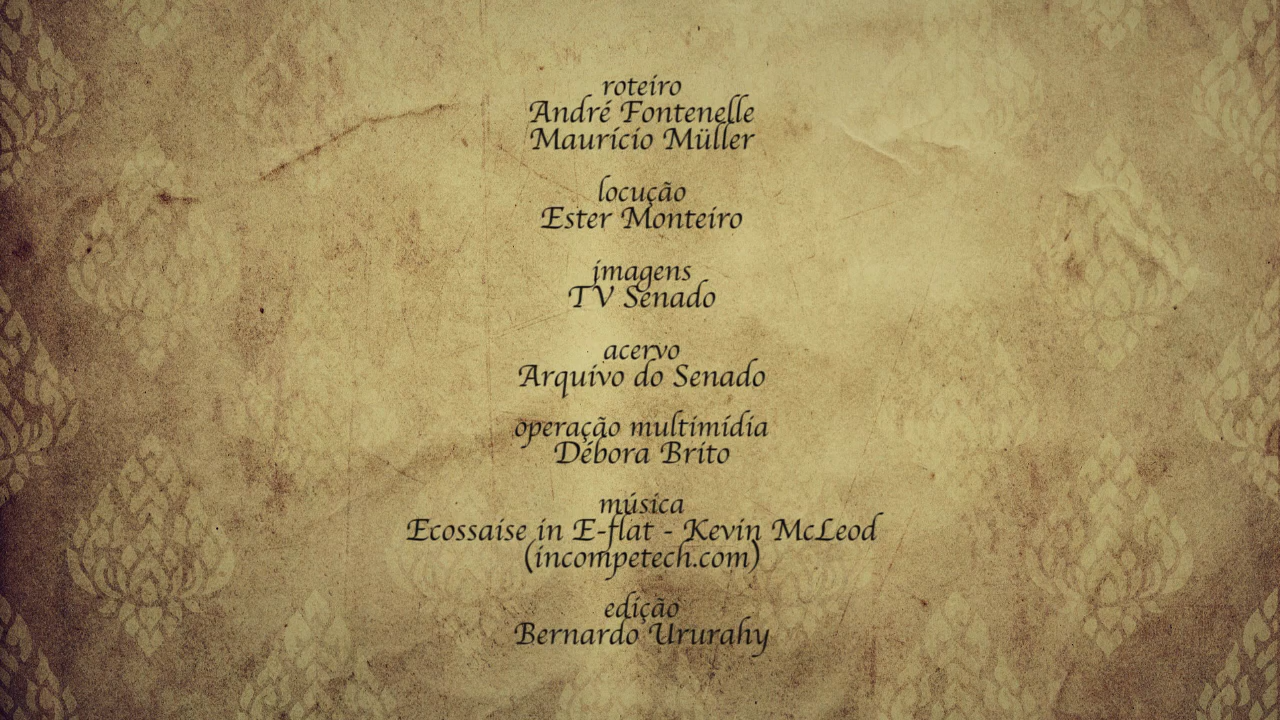 roteiro
André Fontenelle
Maurício Müller
locução
Ester Monteiro
imagens
TV Senado
acervo
Arquivo do Senado
operação multimídia
Débora Brito
música
Ecossaise in E-flat - Kevin McLeod
(incompetech.com)
edição
Bernardo Ururahy